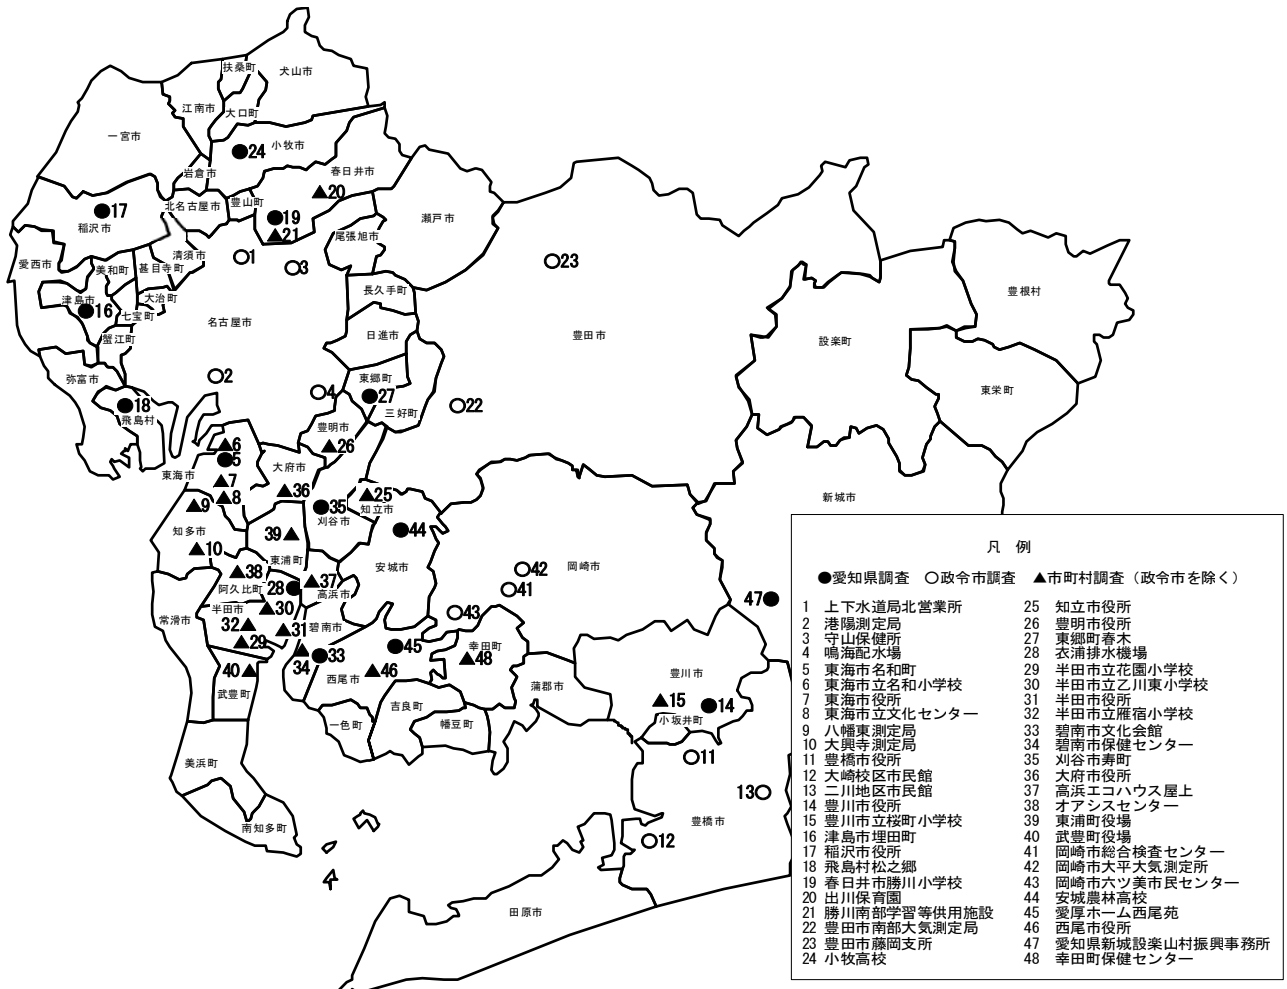 扶桑町
犬山市
江南市
大口町
一宮市
小牧市
●24
岩倉市
春日井市
▲20
豊山町
北名古屋市
●17
稲沢市
●19
▲21
瀬戸市
尾張旭市
清須市
○1
○3
○23
愛西市
美和町
甚目寺町
長久手町
豊根村
津島市
●16
大治町
七宝町
名古屋市
蟹江町
日進市
豊田市
設楽町
弥富市
○2
東郷町
●27
○4
○22
東栄町
●18
飛島村
三好町
豊明市
▲26
▲6
●5
東海市
▲7
▲8
大府市
▲36
▲25
知立市
●35
刈谷市
新城市
▲9
知多市
▲10
▲39
東浦町
●44
安城市
岡崎市
○42
○41
○43
▲38
阿久比町
28●
▲37
高浜市
47●
常滑市
半田市
▲30
32▲
▲31
▲29
碧南市
▲34
●33
●45
▲46
西尾市
幸田町
▲48
40▲
武豊町
吉良町
蒲郡市
豊川市
▲15
●14
小坂井町
一色町
幡豆町
○11
美浜町
13○
南知多町
豊橋市
○12
田原市
凡 例
●愛知県調査 ○政令市調査 ▲市町村調査（政令市を除く）
1 上下水道局北営業所
2 港陽測定局
3 守山保健所
4 鳴海配水場
5 東海市名和町
6 東海市立名和小学校
7 東海市役所
8 東海市立文化センター
9 八幡東測定局
10 大興寺測定局
11 豊橋市役所
12 大崎校区市民館
13 二川地区市民館
14 豊川市役所
15 豊川市立桜町小学校
16 津島市埋田町
17 稲沢市役所
18 飛島村松之郷
19 春日井市勝川小学校
20 出川保育園
21 勝川南部学習等供用施設
22 豊田市南部大気測定局
23 豊田市藤岡支所
24 小牧高校
25 知立市役所
26 豊明市役所
27 東郷町春木
28 衣浦排水機場
29 半田市立花園小学校
30 半田市立乙川東小学校
31 半田市役所
32 半田市立雁宿小学校
33 碧南市文化会館
34 碧南市保健センター
35 刈谷市寿町
36 大府市役所
37 高浜エコハウス屋上
38 オアシスセンター
39 東浦町役場
40 武豊町役場
41 岡崎市総合検査センター
42 岡崎市大平大気測定所
43 岡崎市六ツ美市民センター
44 安城農林高校
45 愛厚ホーム西尾苑
46 西尾市役所
47 愛知県新城設楽山村振興事務所
48 幸田町保健センター